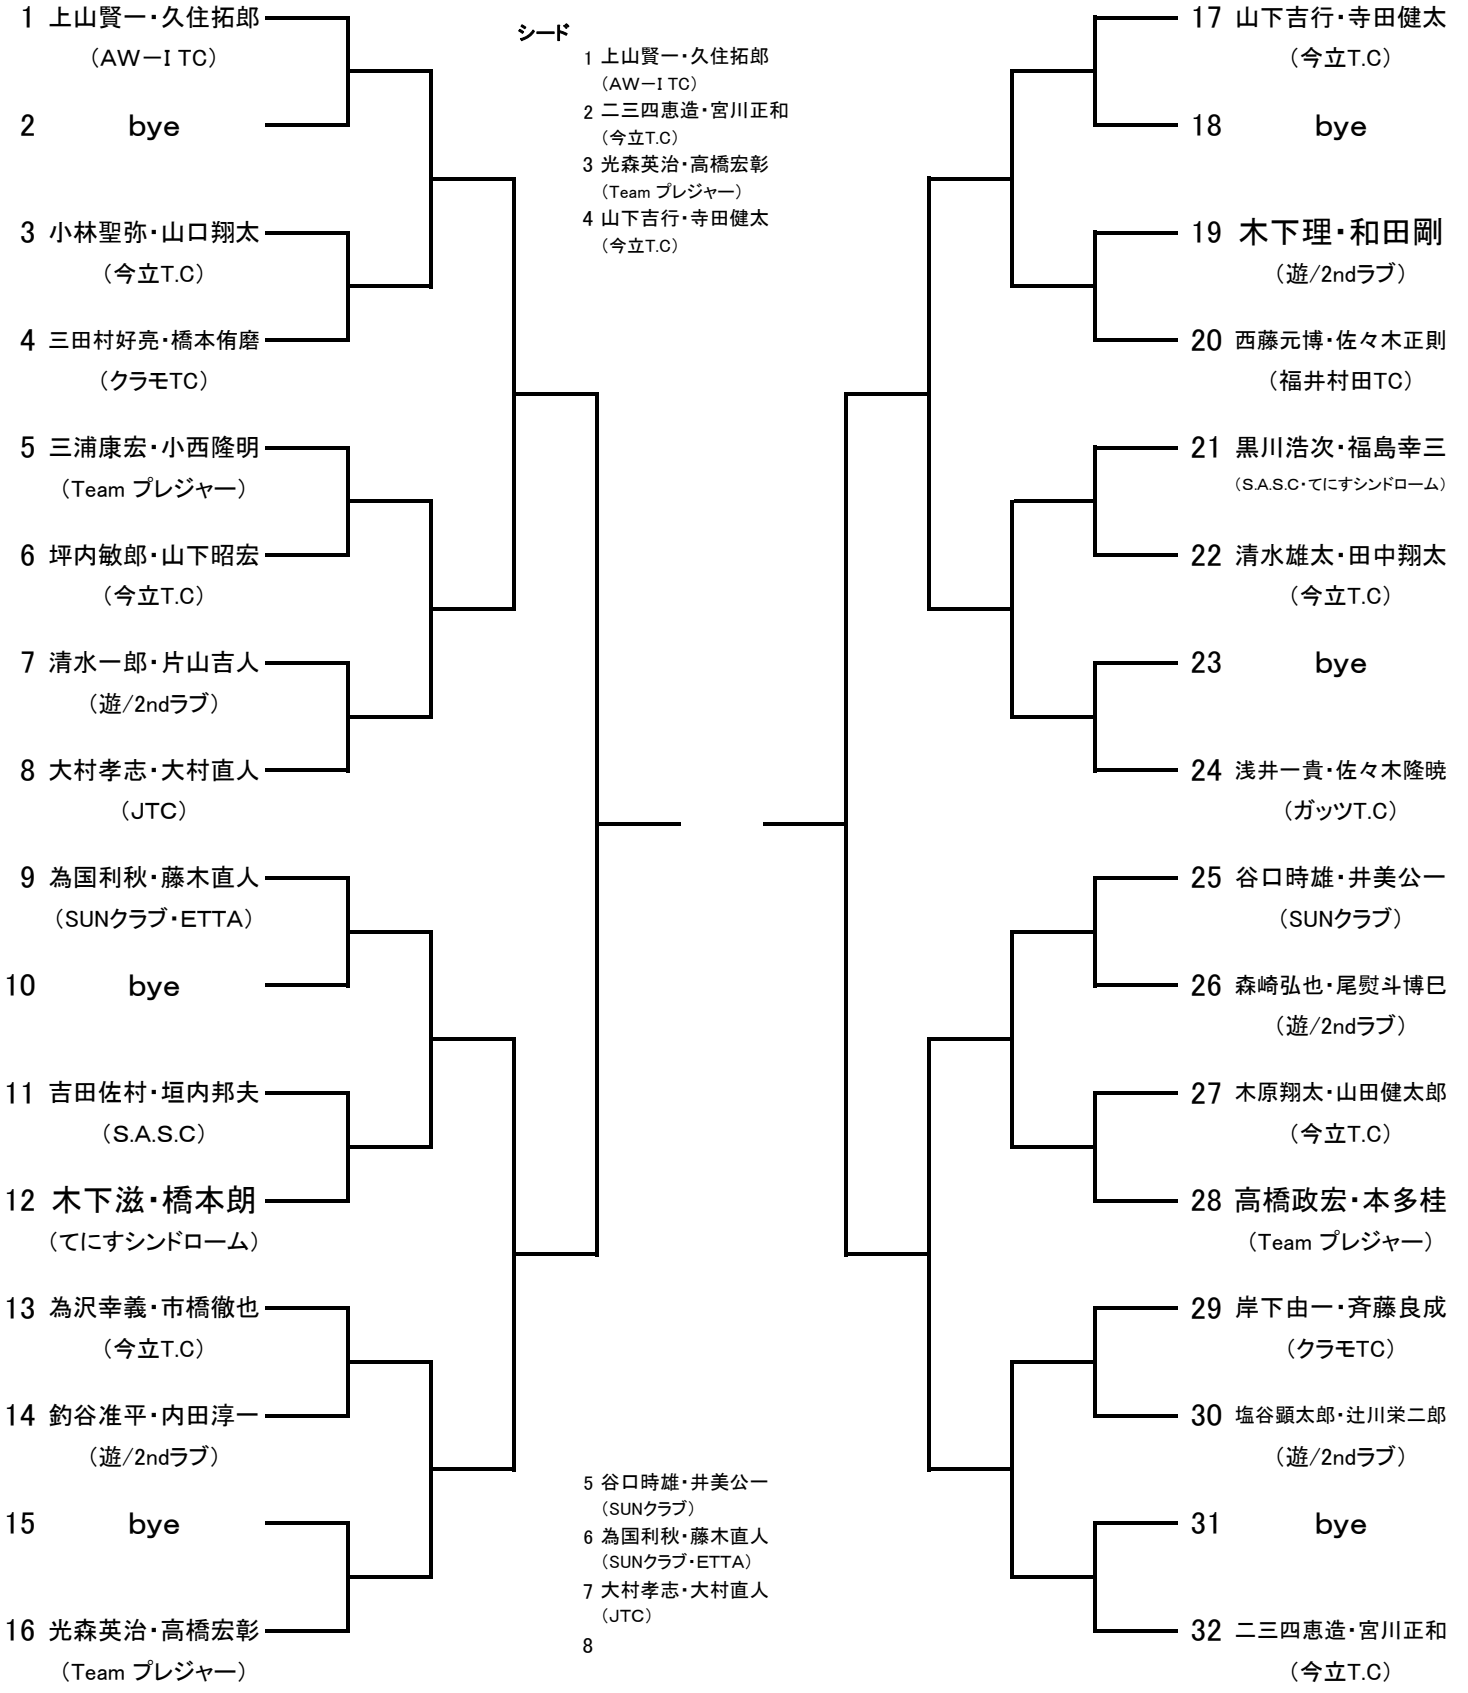 1 上山賢一・久住拓郎
（AW－I TC）
2 bye
3 小林聖弥・山口翔太
（今立T.C）
4 三田村好亮・橋本侑磨
（クラモTC）
5 三浦康宏・小西隆明
（Team プレジャー）
6 坪内敏郎・山下昭宏
（今立T.C）
7 清水一郎・片山吉人
（遊/2ndラブ）
8 大村孝志・大村直人
（JTC）
9 為国利秋・藤木直人
（SUNクラブ・ETTA）
10 bye
11 吉田佐村・垣内邦夫
（S.A.S.C）
12 木下滋・橋本朗
（てにすシンドローム）
13 為沢幸義・市橋徹也
（今立T.C）
14 釣谷准平・内田淳一
（遊/2ndラブ）
15 bye
16 光森英治・高橋宏彰
（Team プレジャー）
シード
1 上山賢一・久住拓郎
（AW－I TC）
2 二三四恵造・宮川正和
（今立T.C）
3 光森英治・高橋宏彰
（Team プレジャー）
4 山下吉行・寺田健太
（今立T.C）
5 谷口時雄・井美公一
（SUNクラブ）
6 為国利秋・藤木直人
（SUNクラブ・ETTA）
7 大村孝志・大村直人
（JTC）
8
17 山下吉行・寺田健太
（今立T.C）
18 bye
19 木下理・和田剛
（遊/2ndラブ）
20 西藤元博・佐々木正則
（福井村田TC）
21 黒川浩次・福島幸三
（S.A.S.C・てにすシンドローム）
22 清水雄太・田中翔太
（今立T.C）
23 bye
24 浅井一貴・佐々木隆暁
（ガッツT.C）
25 谷口時雄・井美公一
（SUNクラブ）
26 森崎弘也・尾熨斗博巳
（遊/2ndラブ）
27 木原翔太・山田健太郎
（今立T.C）
28 高橋政宏・本多桂
（Team プレジャー）
29 岸下由一・斉藤良成
（クラモTC）
30 塩谷顕太郎・辻川栄二郎
（遊/2ndラブ）
31 bye
32 二三四恵造・宮川正和
（今立T.C）